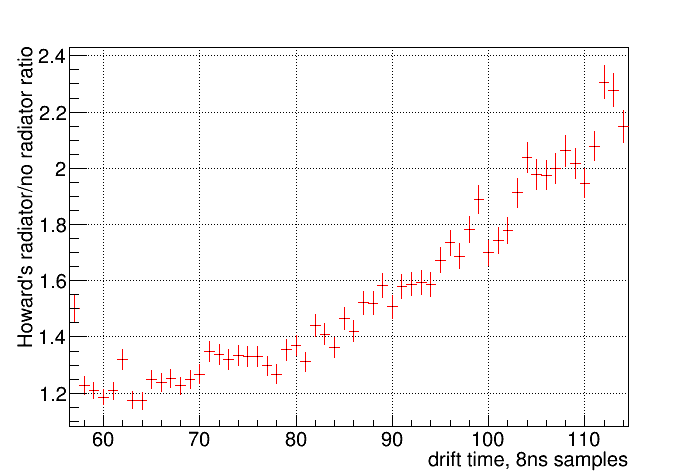 Howard's radiator/no radiator ratio
2.4
2.2
2
1.8
1.6
1.4
1.2
60 70 80 90 100 110
drift time, 8ns samples